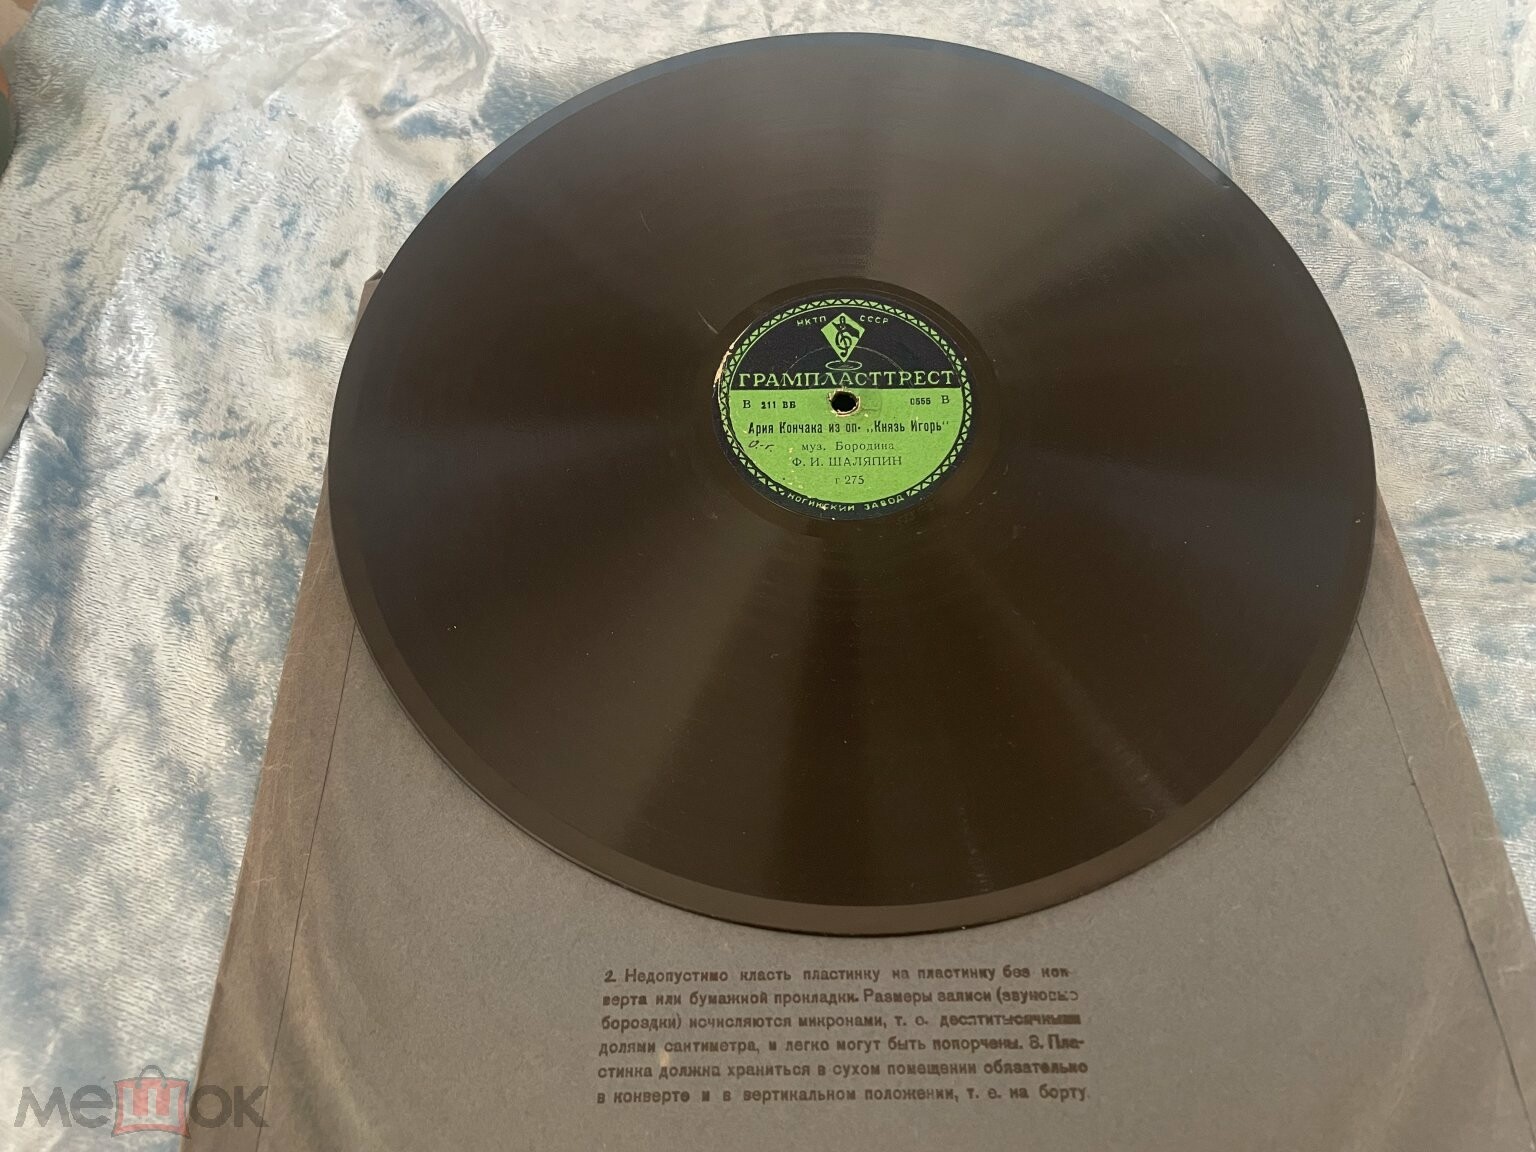 НКТП СССР
ГРАМПЛАСТТРЕСТ
В 211 ВБ 0555 В
Ария Кончака из оп. „Князь Игорь“
муз. Бородина
Ф. И. ШАЛЯПИН
г 275
НОГИНСКИЙ ЗАВОД
2. Недопустимо класть пластинку на пластинку без кон-
верта или бумажной прокладки. Размеры записи (звуковые
бороздки) исчисляются микронами, т. е. десятитысячными
долями сантиметра, и легко могут быть попорчены. 3. Пла-
стинка должна храниться в сухом помещении обязательно
в конверте и в вертикальном положении, т. е. на борту.
мешок